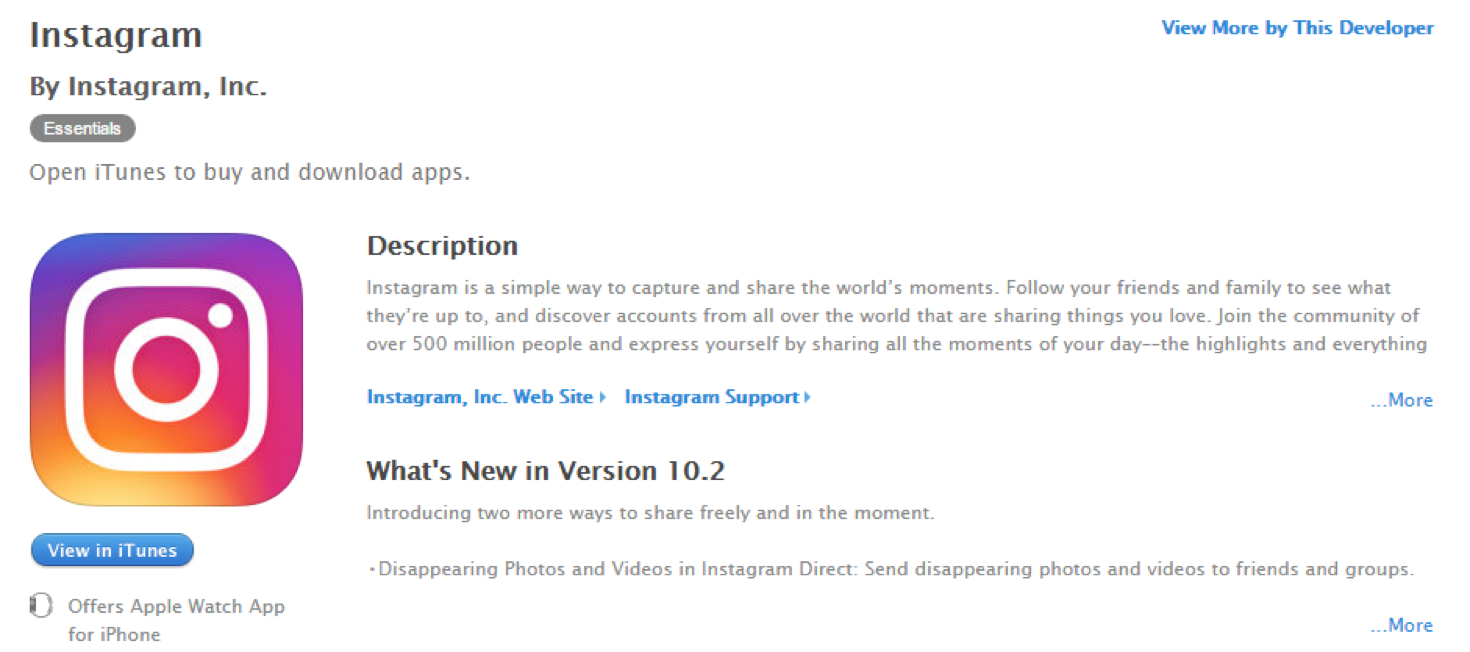 Instagram
View More by This Developer
By Instagram, Inc.
Essentials
Open iTunes to buy and download apps.
Description
Instagram is a simple way to capture and share the world’s moments. Follow your friends and family to see what
they’re up to, and discover accounts from all over the world that are sharing things you love. Join the community of
over 500 million people and express yourself by sharing all the moments of your day--the highlights and everything
Instagram, Inc. Web Site
Instagram Support
...More
What's New in Version 10.2
Introducing two more ways to share freely and in the moment.
•Disappearing Photos and Videos in Instagram Direct: Send disappearing photos and videos to friends and groups.
...More
View in iTunes
Offers Apple Watch App
for iPhone